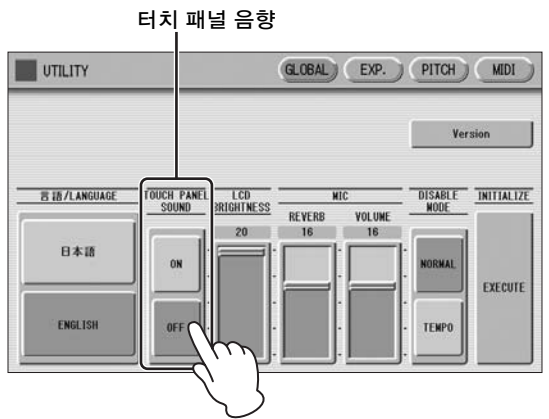 터치 패널 음향
UTILITY
GLOBAL
EXP.
PITCH
MIDI
Version
言語/LANGUAGE
TOUCH PANEL
SOUND
LCD
BRIGHTNESS
MIC
REVERB
VOLUME
DISABLE
MODE
INITIALIZE
20
16
16
日本語
ENGLISH
ON
OFF
NORMAL
TEMPO
EXECUTE